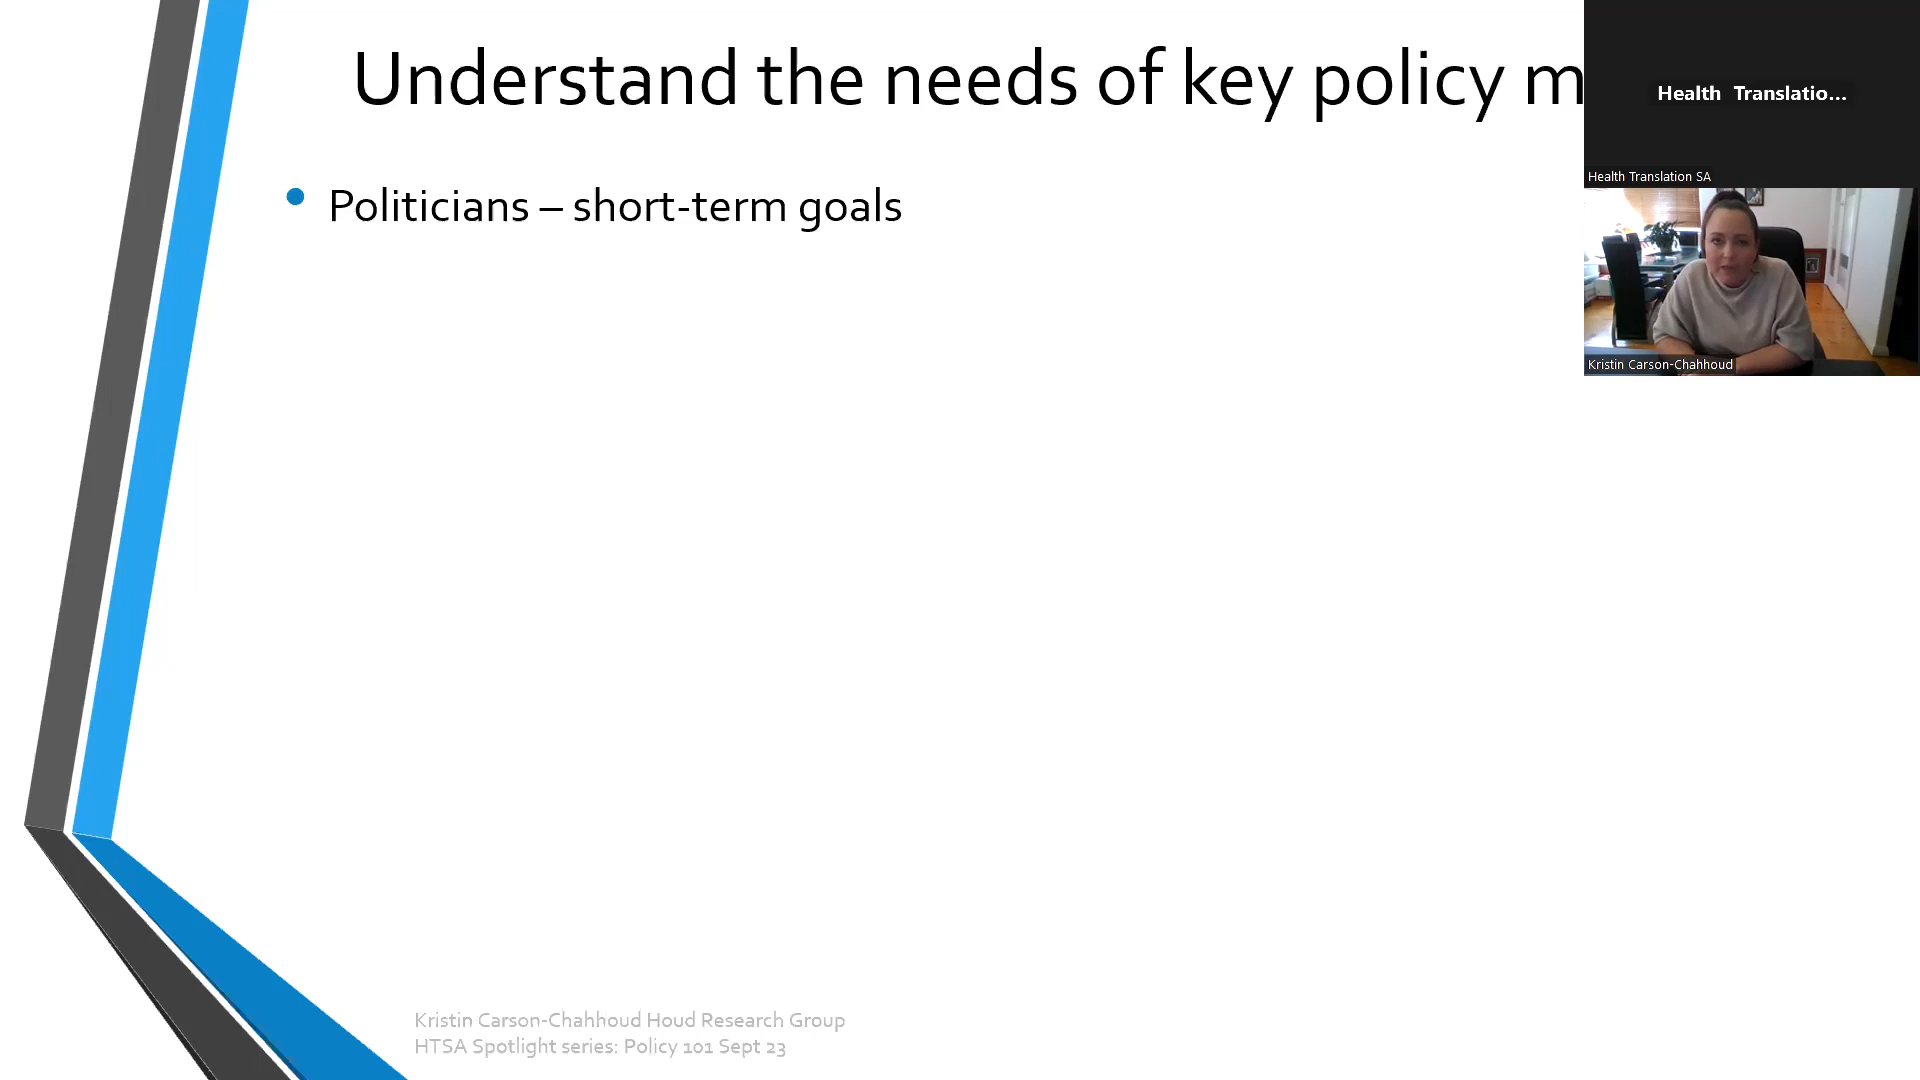 Understand the needs of key policy m
Health Translatio...
Health Translation SA
Politicians – short-term goals
Kristin Carson-Chahhoud
Kristin Carson-Chahhoud Houd Research Group
HTSA Spotlight series: Policy 101 Sept 23